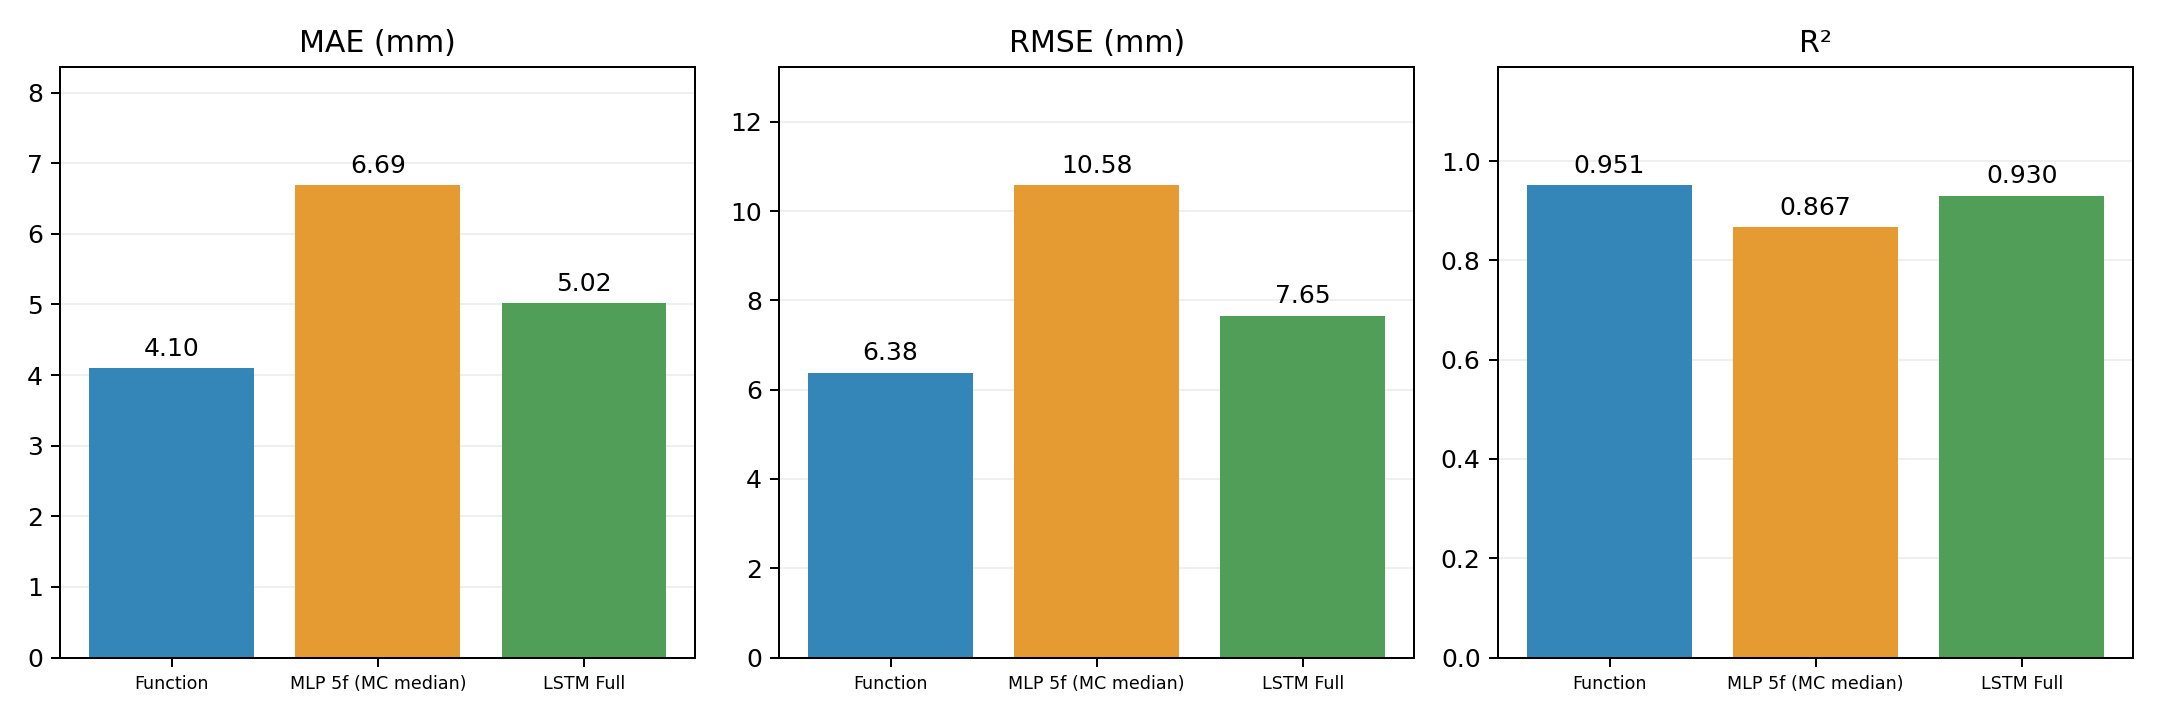 MAE (mm)
8
7
6
5
4
3
2
1
0
4.10
6.69
5.02
Function
MLP 5f (MC median)
LSTM Full
RMSE (mm)
12
10
8
6
4
2
0
6.38
10.58
7.65
Function
MLP 5f (MC median)
LSTM Full
R²
1.0
0.8
0.6
0.4
0.2
0.0
0.951
0.867
0.930
Function
MLP 5f (MC median)
LSTM Full